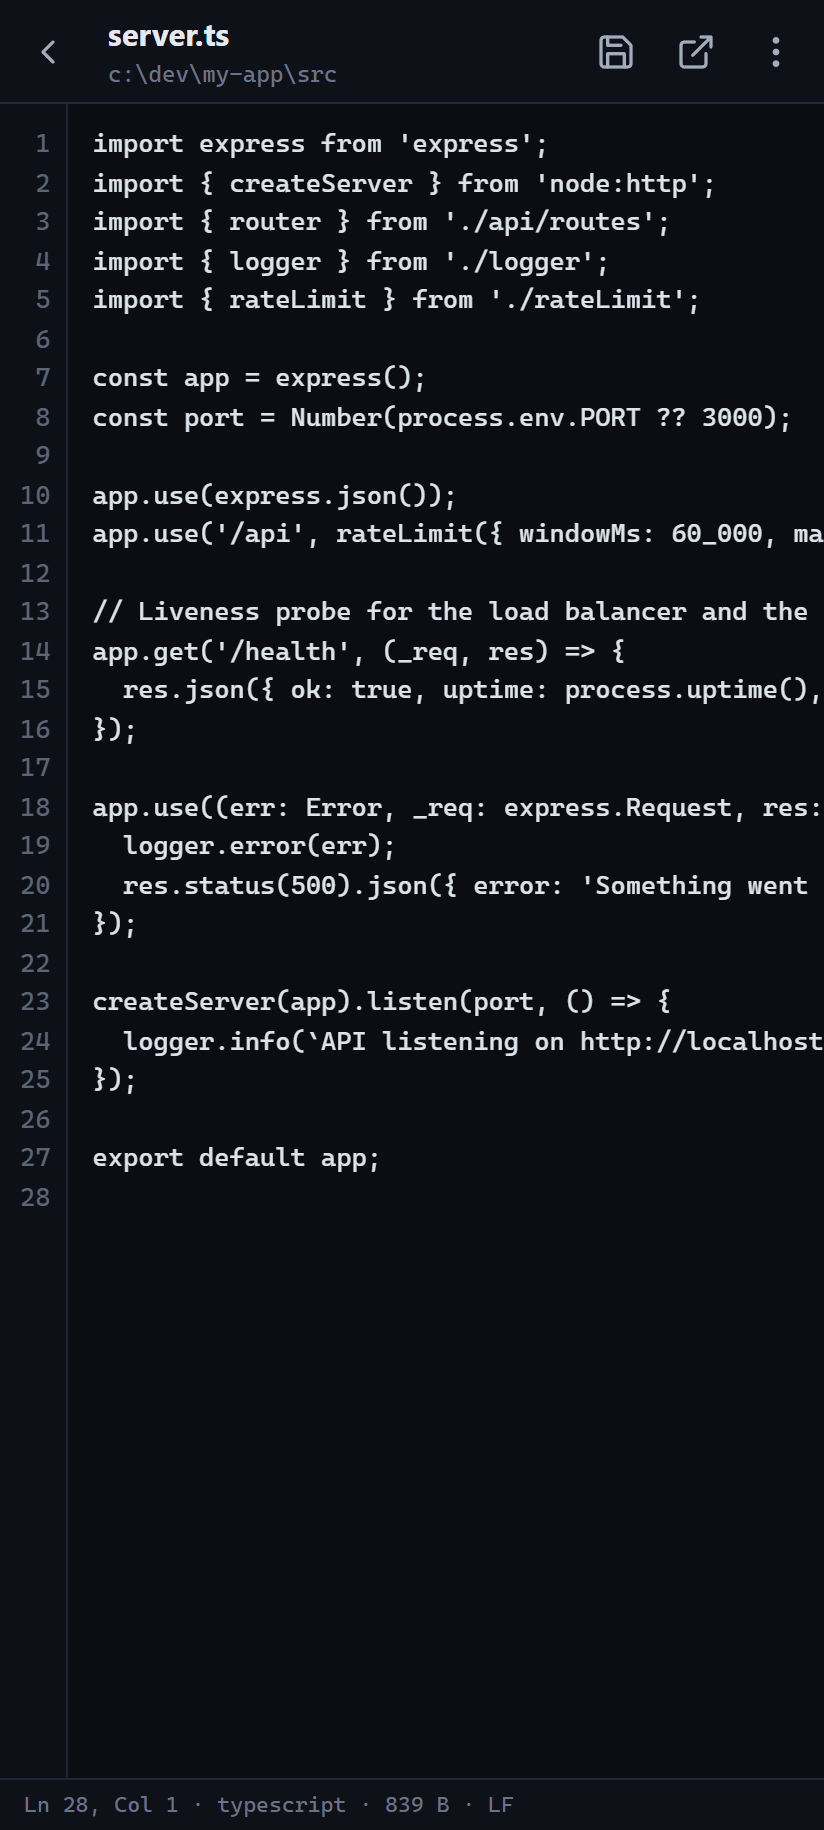 server.ts
c:\dev\my-app\src
1 import express from 'express';
2 import { createServer } from 'node:http';
3 import { router } from './api/routes';
4 import { logger } from './logger';
5 import { rateLimit } from './rateLimit';
6
7 const app = express();
8 const port = Number(process.env.PORT ?? 3000);
9
10 app.use(express.json());
11 app.use('/api', rateLimit({ windowMs: 60_000, ma
12
13 // Liveness probe for the load balancer and the
14 app.get('/health', (_req, res) => {
15   res.json({ ok: true, uptime: process.uptime(),
16 });
17
18 app.use((err: Error, _req: express.Request, res:
19   logger.error(err);
20   res.status(500).json({ error: 'Something went
21 });
22
23 createServer(app).listen(port, () => {
24   logger.info(`API listening on http://localhost
25 });
26
27 export default app;
28
Ln 28, Col 1 · typescript · 839 B · LF